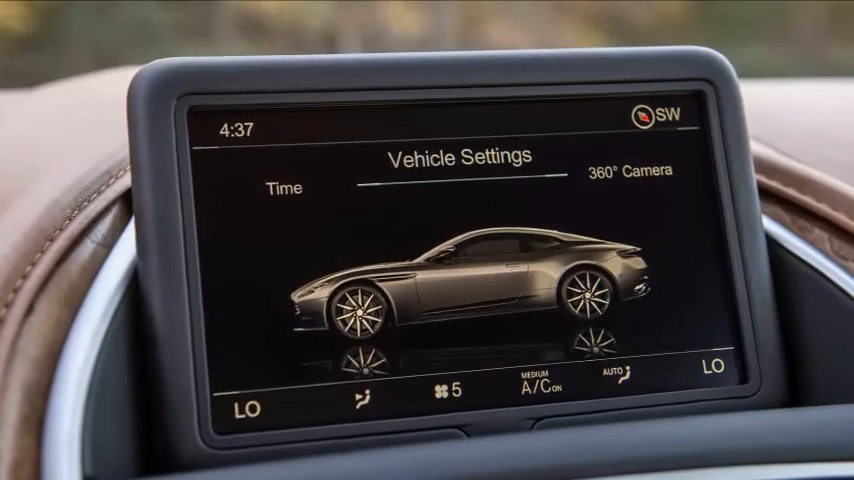 4:37
SW
Vehicle Settings
Time
360° Camera
LO
5
MEDIUM
A/C ON
AUTO
LO